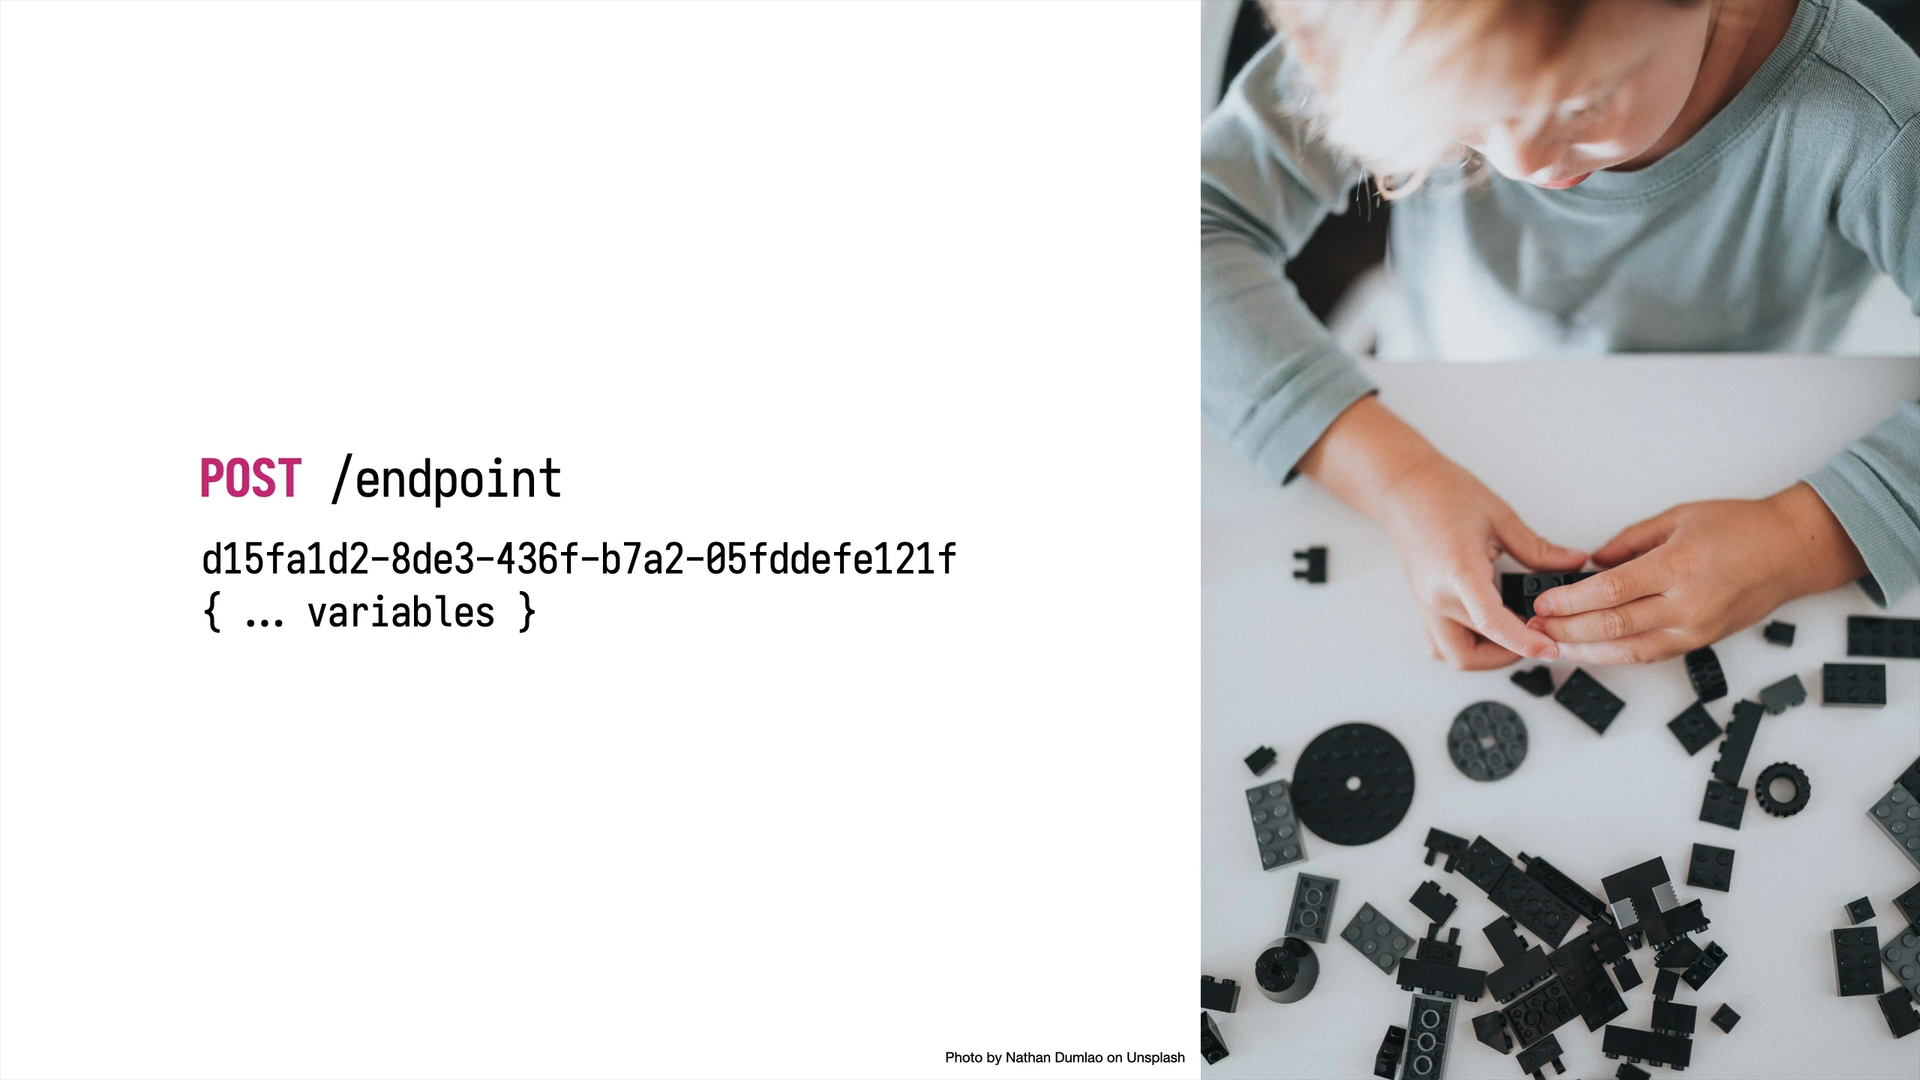 POST /endpoint
d15fa1d2-8de3-436f-b7a2-05fddefe121f
{ … variables }
Photo by Nathan Dumlao on Unsplash